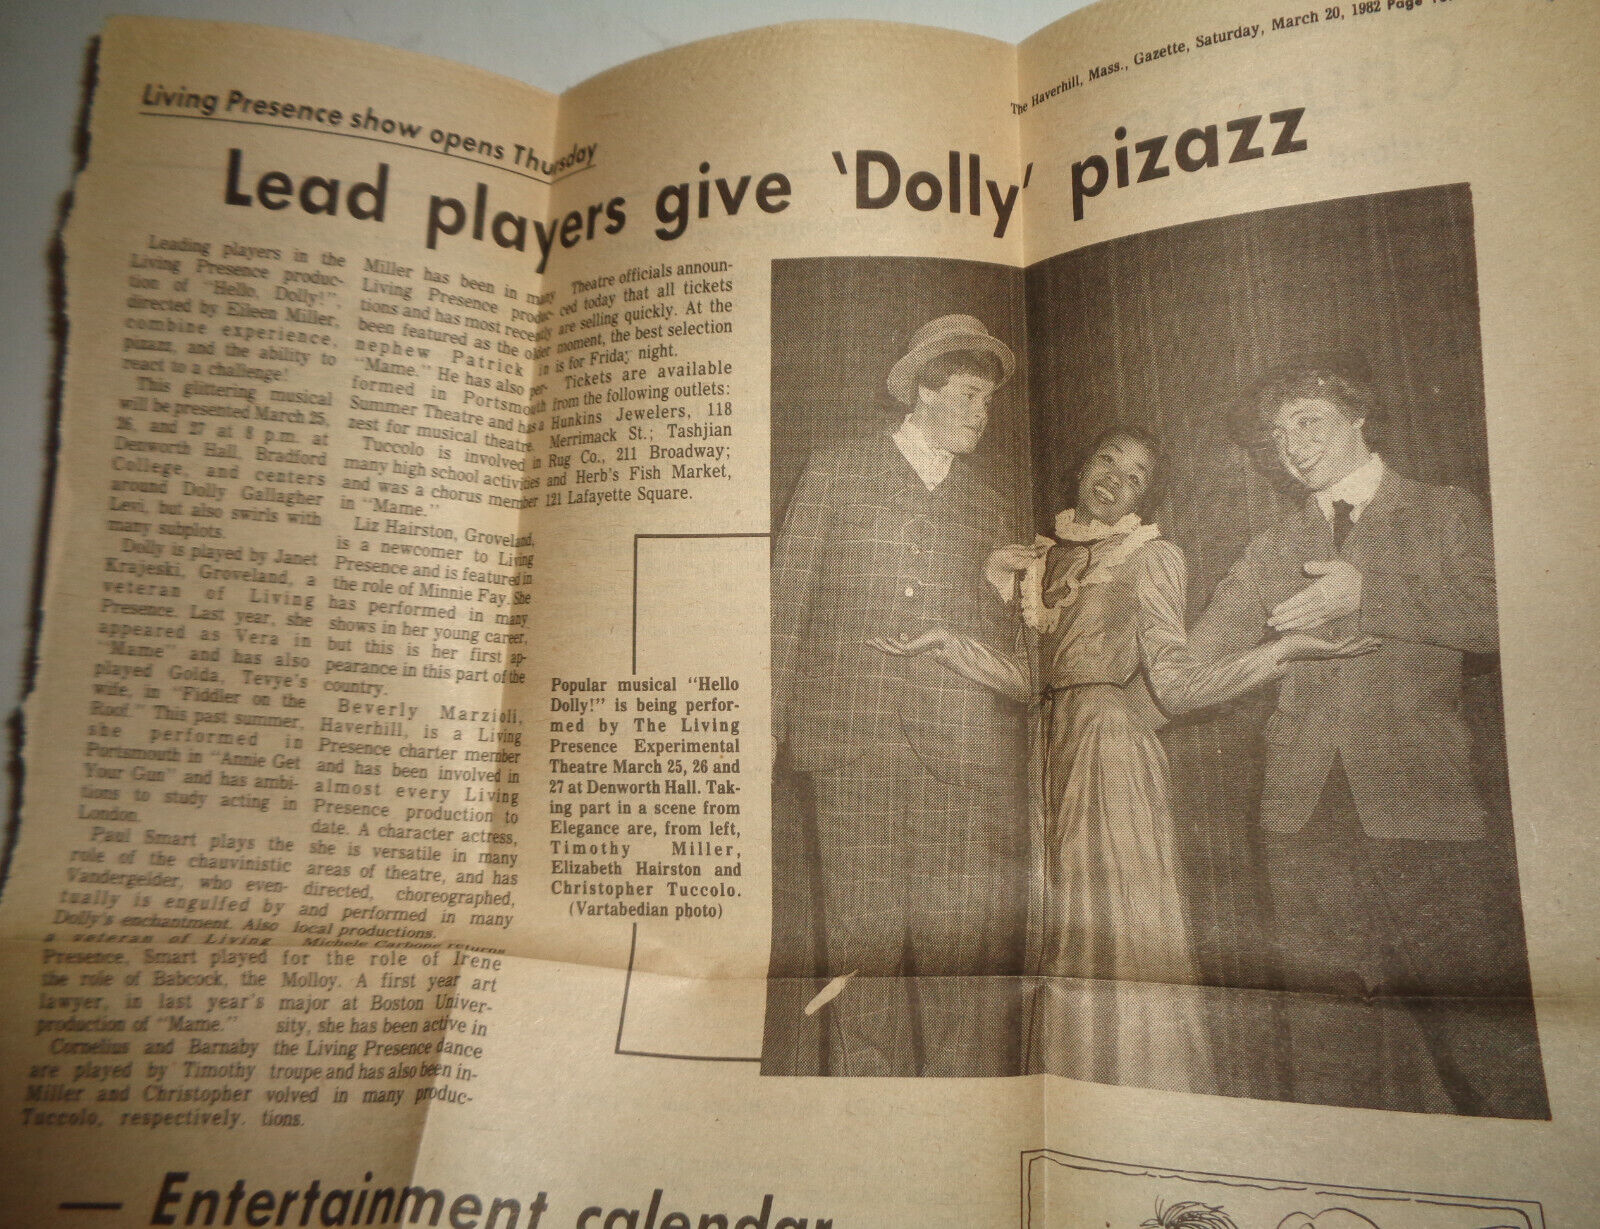 The Haverhill, Mass., Gazette, Saturday, March 20, 1982 Page
Living Presence show opens Thursday
Lead players give 'Dolly' pizazz
Leading players in the
Living Presence produc-
tion of "Hello, Dolly!",
directed by Eileen Miller,
combine experience,
pizazz, and the ability to
react to a challenge!
This glittering musical
will be presented March 25,
26, and 27 at 8 p.m. at
Denworth Hall, Bradford
College, and centers
around Dolly Gallagher
Levi, but also swirls with
many subplots.
Dolly is played by Janet
Krajeski, Groveland, a
veteran of Living
Presence. Last year, she
appeared as Vera in
"Mame" and has also
played Golda, Tevye's
wife, in "Fiddler on the
Roof." This past summer,
she performed in
Portsmouth in "Annie Get
Your Gun" and has ambi-
tions to study acting in
London.
Paul Smart plays the
role of the chauvinistic
Vandergelder, who even-
tually is engulfed by
Dolly's enchantment. Also
a veteran of Living
Presence, Smart played
the role of Babcock, the
lawyer, in last year's
production of "Mame."
Cornelius and Barnaby
are played by Timothy
Miller and Christopher
Tuccolo, respectively.
Miller has been in many
Living Presence produc-
tions and has most recently
been featured as the older
nephew Patrick in
"Mame." He has also per-
formed in Portsmouth
Summer Theatre and has a
zest for musical theatre.
Tuccolo is involved in
many high school activities
and was a chorus member
in "Mame."
Liz Hairston, Groveland,
is a newcomer to Living
Presence and is featured in
the role of Minnie Fay. She
has performed in many
shows in her young career,
but this is her first ap-
pearance in this part of the
country.
Beverly Marzioli,
Haverhill, is a Living
Presence charter member
and has been involved in
almost every Living
Presence production to
date. A character actress,
she is versatile in many
areas of theatre, and has
directed, choreographed,
and performed in many
local productions.
Michele Carbone returns
for the role of Irene
Molloy. A first year art
major at Boston Univer-
sity, she has been active in
the Living Presence dance
troupe and has also been in-
volved in many produc-
tions.
Theatre officials announ-
ced today that all tickets
are selling quickly. At the
moment, the best selection
is for Friday night.
Tickets are available
from the following outlets:
Hunkins Jewelers, 118
Merrimack St.; Tashjian
Rug Co., 211 Broadway;
and Herb's Fish Market,
121 Lafayette Square.
Popular musical "Hello
Dolly!" is being perfor-
med by The Living
Presence Experimental
Theatre March 25, 26 and
27 at Denworth Hall. Tak-
ing part in a scene from
Elegance are, from left,
Timothy Miller,
Elizabeth Hairston and
Christopher Tuccolo.
(Vartabedian photo)
— Entertainment calendar